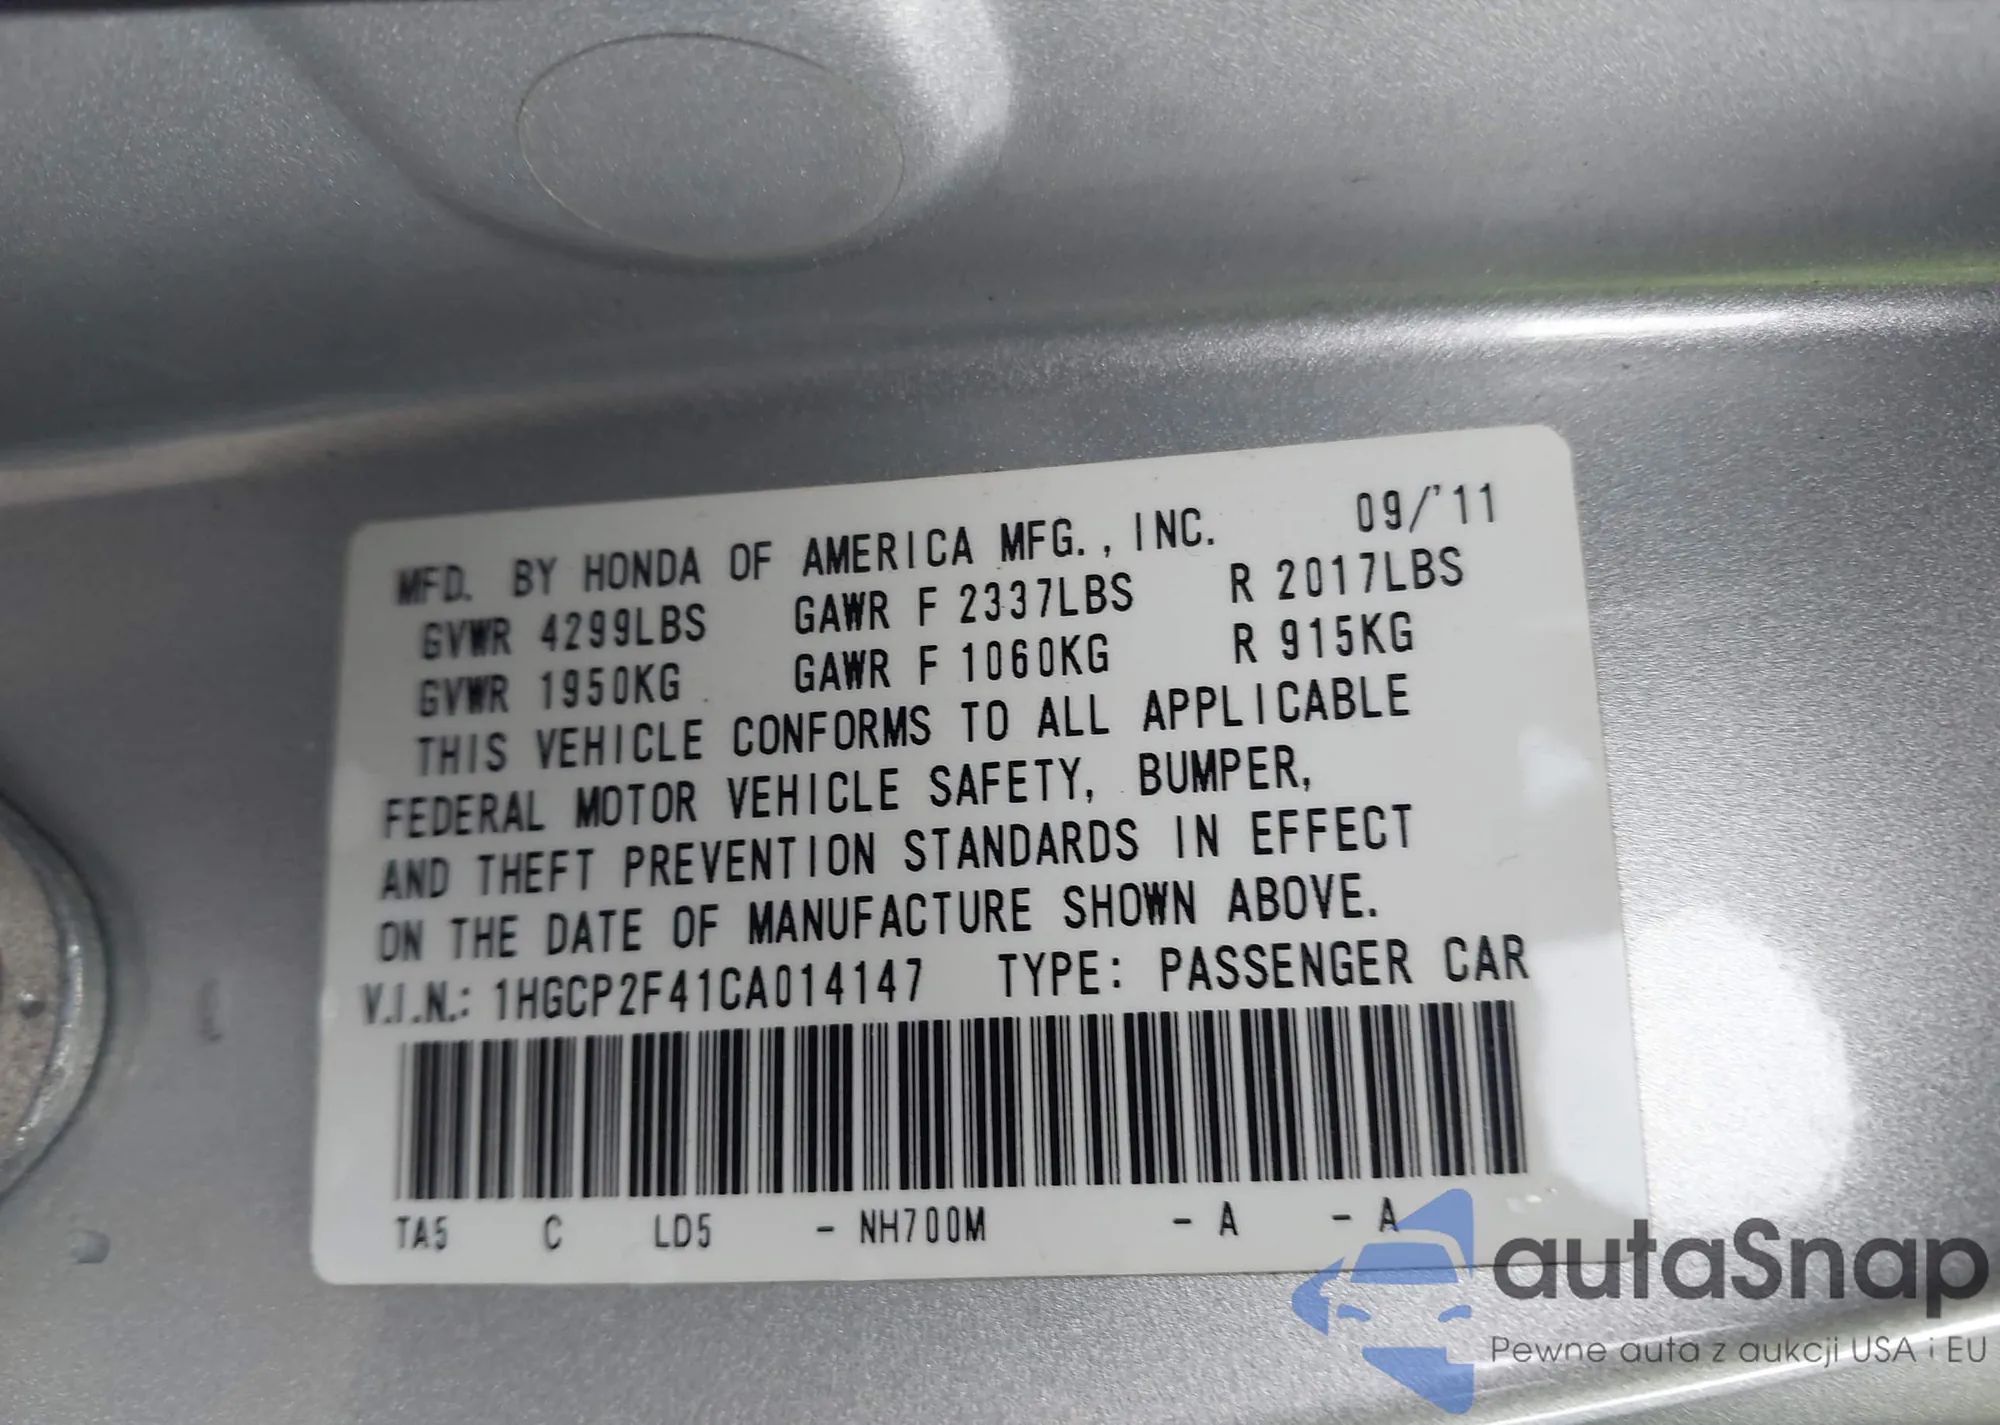 MFD. BY HONDA OF AMERICA MFG., INC. 09/'11
GVWR 4299LBS GAWR F 2337LBS R 2017LBS
GVWR 1950KG GAWR F 1060KG R 915KG
THIS VEHICLE CONFORMS TO ALL APPLICABLE
FEDERAL MOTOR VEHICLE SAFETY, BUMPER,
AND THEFT PREVENTION STANDARDS IN EFFECT
ON THE DATE OF MANUFACTURE SHOWN ABOVE.
V.I.N.: 1HGCP2F41CA014147 TYPE: PASSENGER CAR
TA5 C LD5 - NH700M - A - A
autaSnap
Pewne auta z aukcji USA i EU